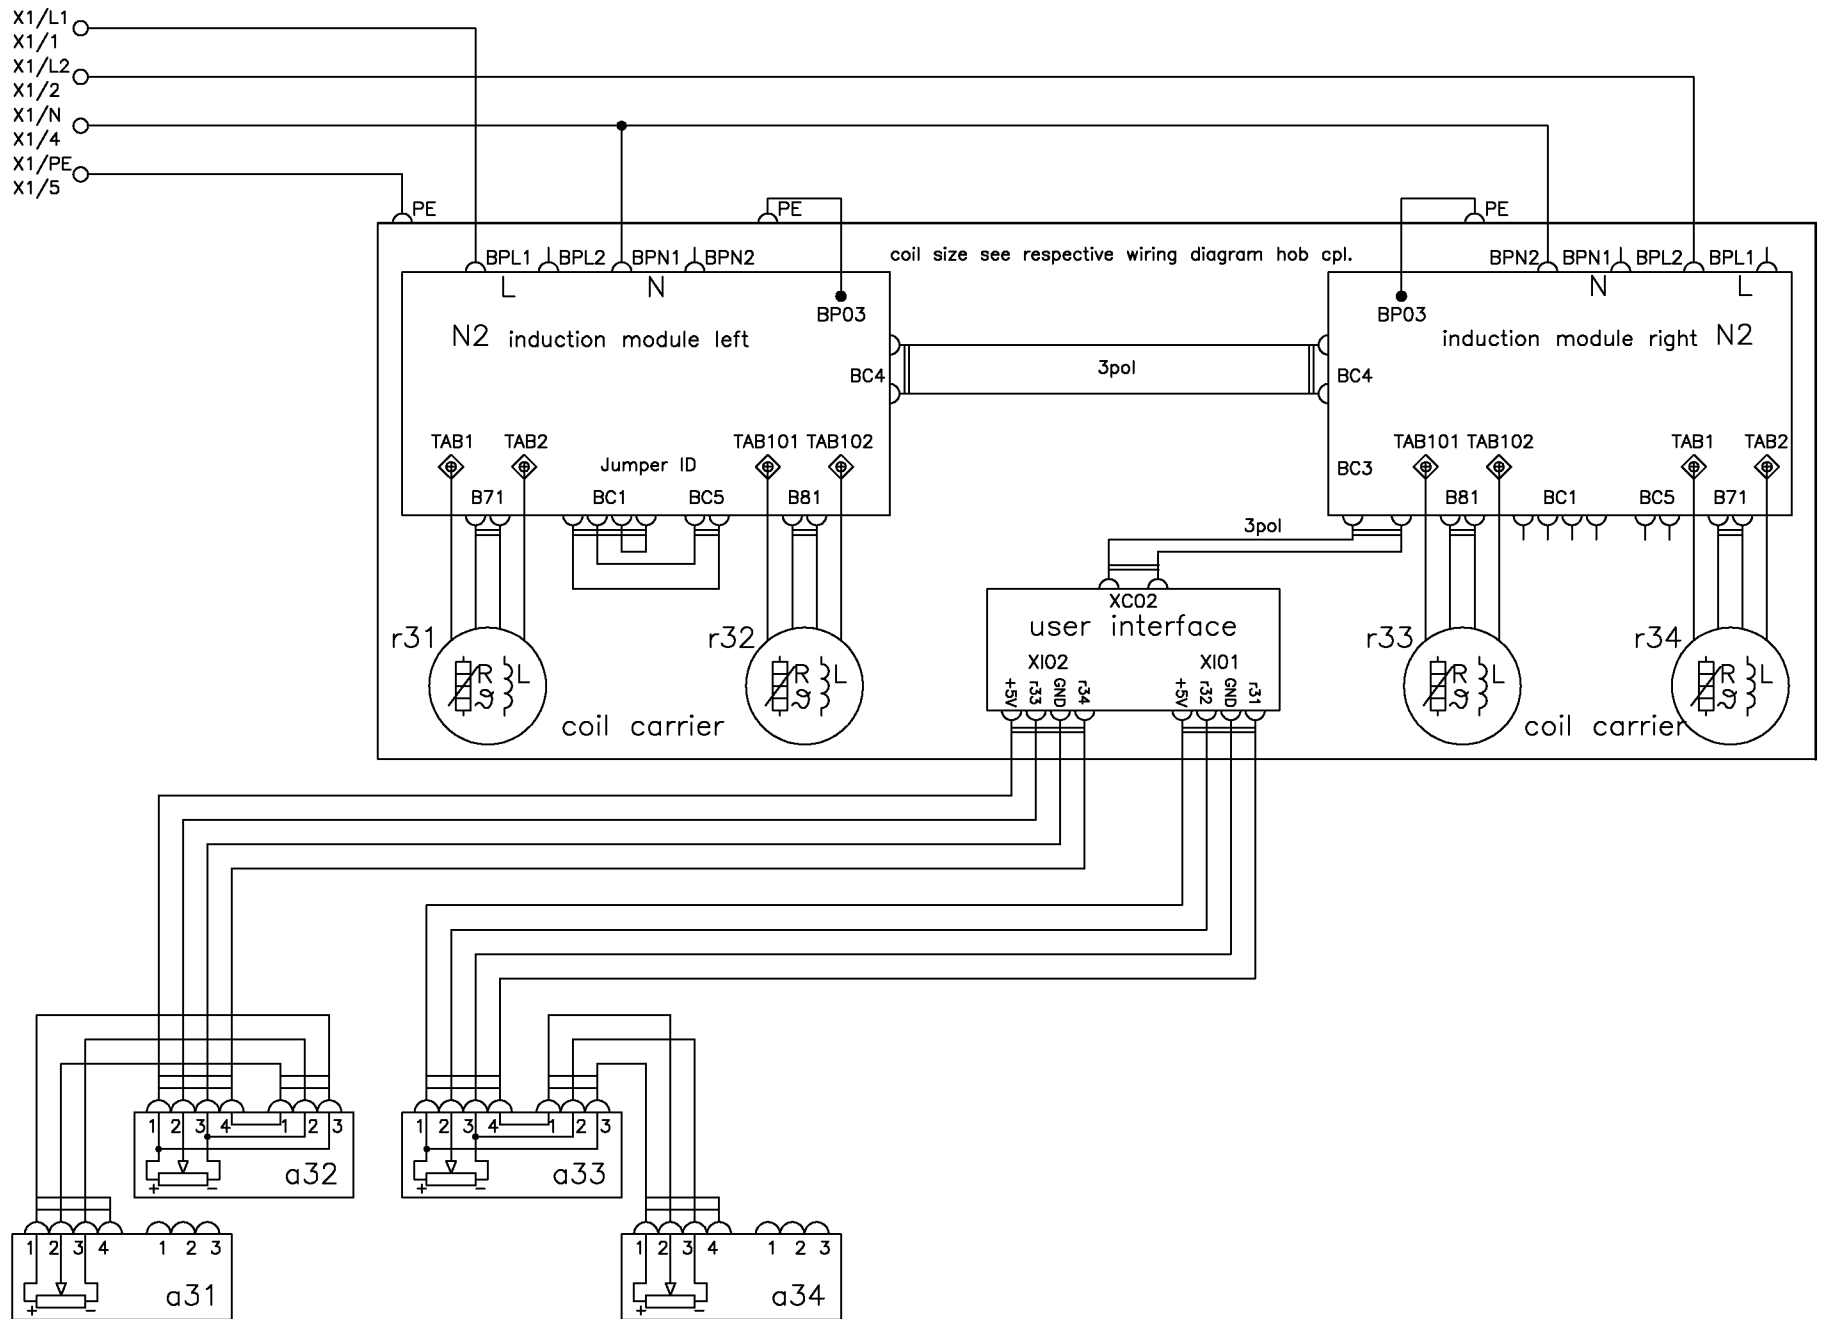 X1/L1
X1/1
X1/L2
X1/2
X1/N
X1/4
X1/PE
X1/5
PE PE PE
BPL1 BPL2 BPN1 BPN2 coil size see respective wiring diagram hob cpl. BPN2 BPN1 BPL2 BPL1
L N N L
BP03 BP03
N2 induction module left induction module right N2
BC4 3pol BC4
TAB1 TAB2 TAB101 TAB102 TAB101 TAB102 TAB1 TAB2
Jumper ID BC3
B71 BC1 BC5 B81 B81 BC1 BC5 B71
3pol
XC02
r31 r32 user interface r33 r34
XI02 XI01
+5V r33 GND r34 +5V r32 GND r31
R L R L R L R L
ϑ ϑ ϑ ϑ
coil carrier coil carrier
1 2 3 4 1 2 3 1 2 3 4 1 2 3
a32 a33
+ - + -
1 2 3 4 1 2 3 1 2 3 4 1 2 3
a31 a34
+ - + -